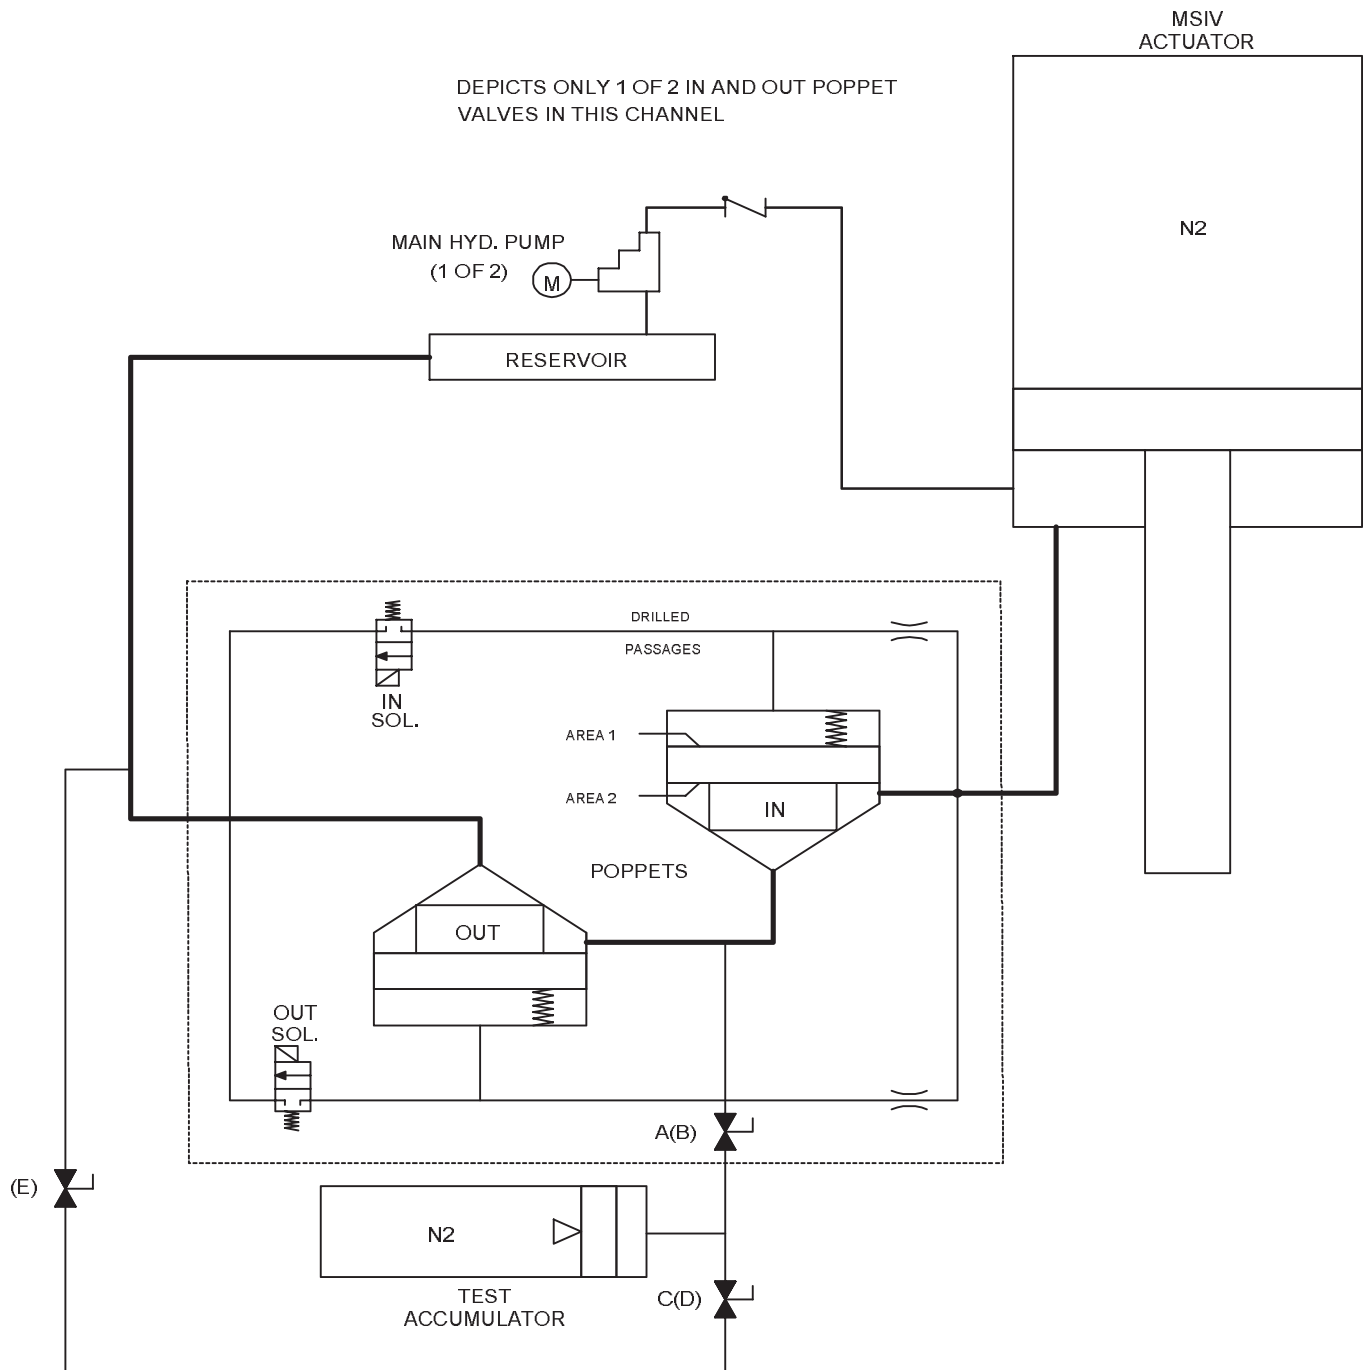 MSIV
ACTUATOR
DEPICTS ONLY 1 OF 2 IN AND OUT POPPET
VALVES IN THIS CHANNEL
N2
MAIN HYD. PUMP
(1 OF 2)
M
RESERVOIR
DRILLED
PASSAGES
IN
SOL.
AREA 1
AREA 2
IN
POPPETS
OUT
OUT
SOL.
A(B)
(E)
N2
C(D)
TEST
ACCUMULATOR